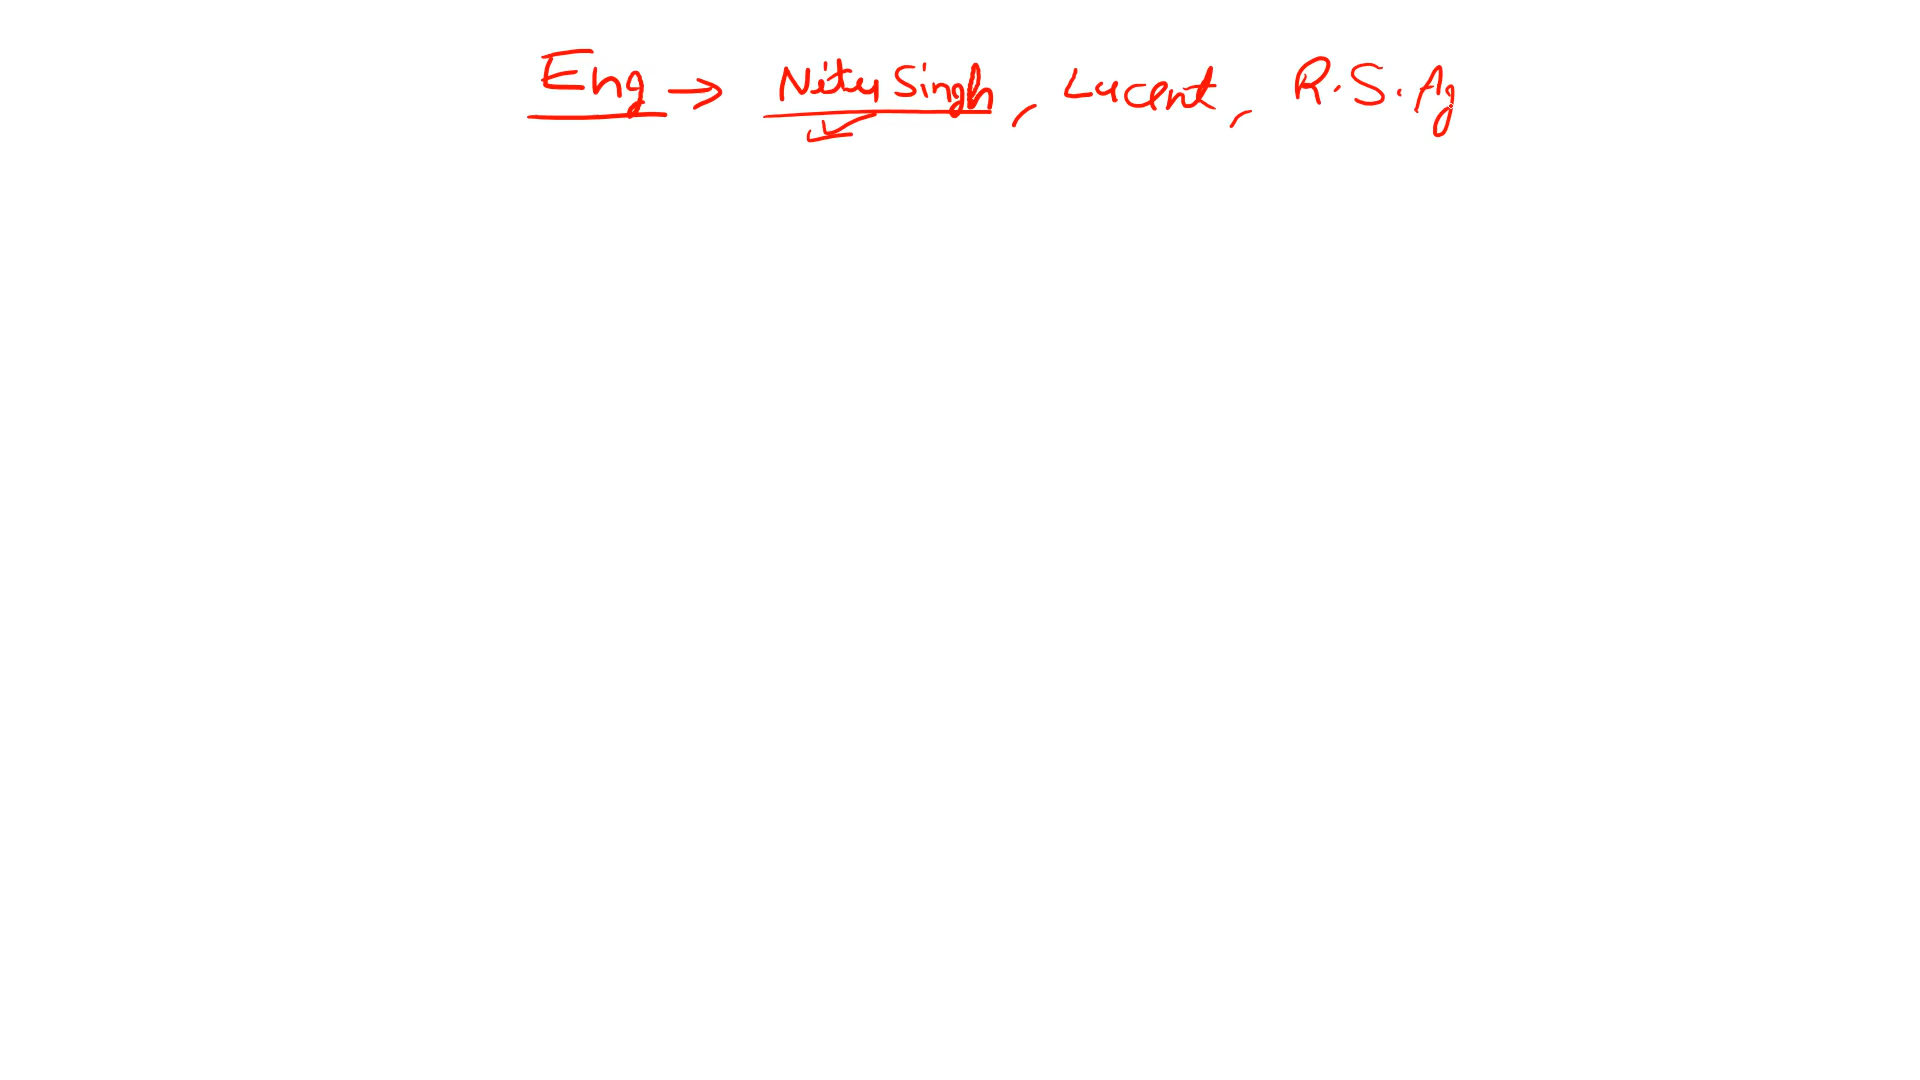 Eng → Nitu Singh, Lucent, R.S. Ag